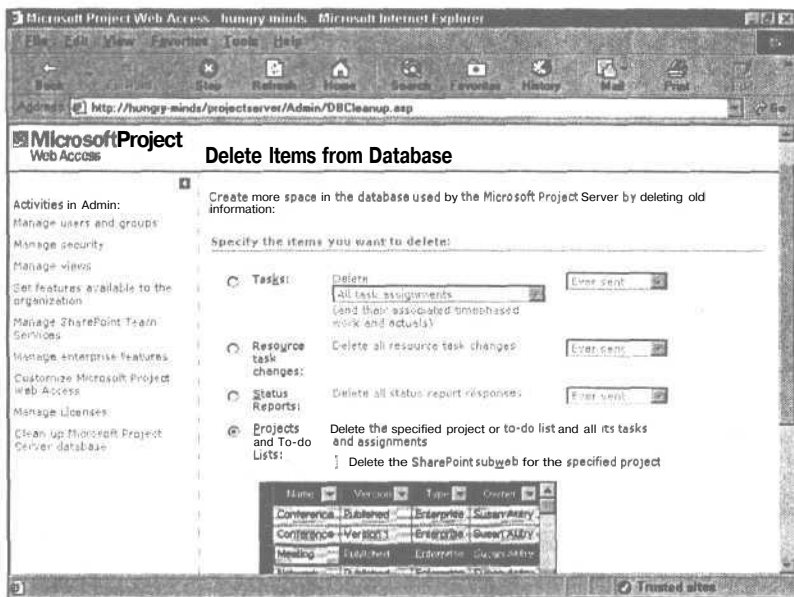 Microsoft Project Web Access - hungry minds - Microsoft Internet Explorer
File Edit View Favorites Tools Help
Back Stop Refresh Home Search Favorites History Mail Print
Address http://hungry-minds/projectserver/Admin/DBCleanup.asp Go
Microsoft Project
Web Access
Delete Items from Database
Activities in Admin:
Manage users and groups
Manage security
Manage views
Set features available to the
organization
Manage SharePoint Team
Services
Manage enterprise features
Customize Microsoft Project
Web Access
Manage Licenses
Clean up Microsoft Project
Server database
Create more space in the database used by the Microsoft Project Server by deleting old
information:
Specify the items you want to delete:
Tasks: Delete
All task assignments Ever sent
(and their associated timephased
work and actuals)
Resource
task
changes: Delete all resource task changes Ever sent
Status
Reports: Delete all status report responses Ever sent
Projects
and To-do
Lists: Delete the specified project or to-do list and all its tasks
and assignments
Delete the SharePoint subweb for the specified project
Name Version Type Owner
Conference Published Enterprise Susan Autry
Conference Version 1 Enterprise Susan Autry
Meeting Published Enterprise Susan Autry
Trusted sites